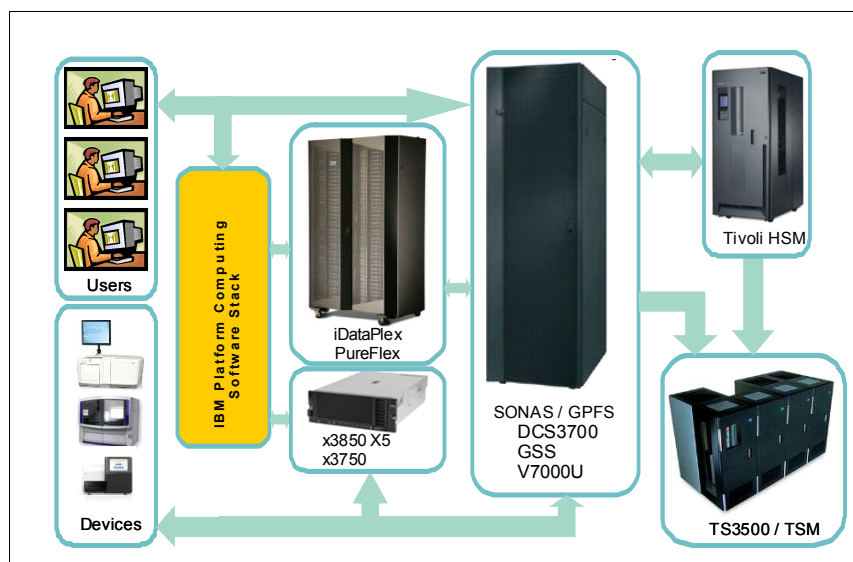 Users
Devices
IBM Platform Computing
Software Stack
IBM
iDataPlex
PureFlex
x3850 X5
x3750
SONAS / GPFS
DCS3700
GSS
V7000U
Tivoli HSM
TS3500 / TSM